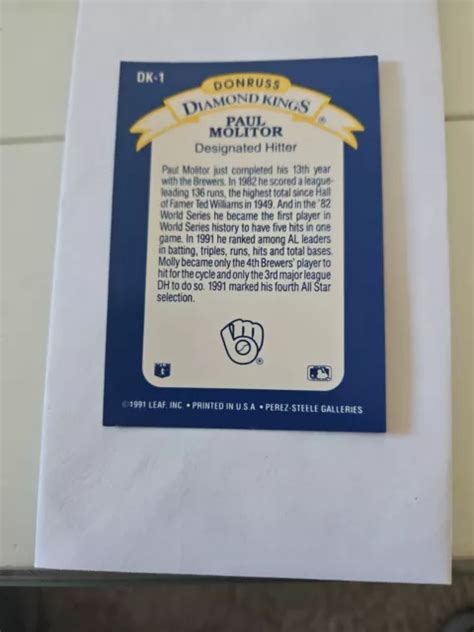 DK-1
DONRUSS
DIAMOND KINGS®
PAUL
MOLITOR
Designated Hitter
Paul Molitor just completed his 13th year
with the Brewers. In 1982 he scored a league-
leading 136 runs, the highest total since Hall
of Famer Ted Williams in 1949. And in the '82
World Series he became the first player in
World Series history to have five hits in one
game. In 1991 he ranked among AL leaders
in batting, triples, runs, hits and total bases.
Molly became only the 4th Brewers' player to
hit for the cycle and only the 3rd major league
DH to do so. 1991 marked his fourth All Star
selection.
®
©1991 LEAF, INC. • PRINTED IN U.S.A. • PEREZ-STEELE GALLERIES